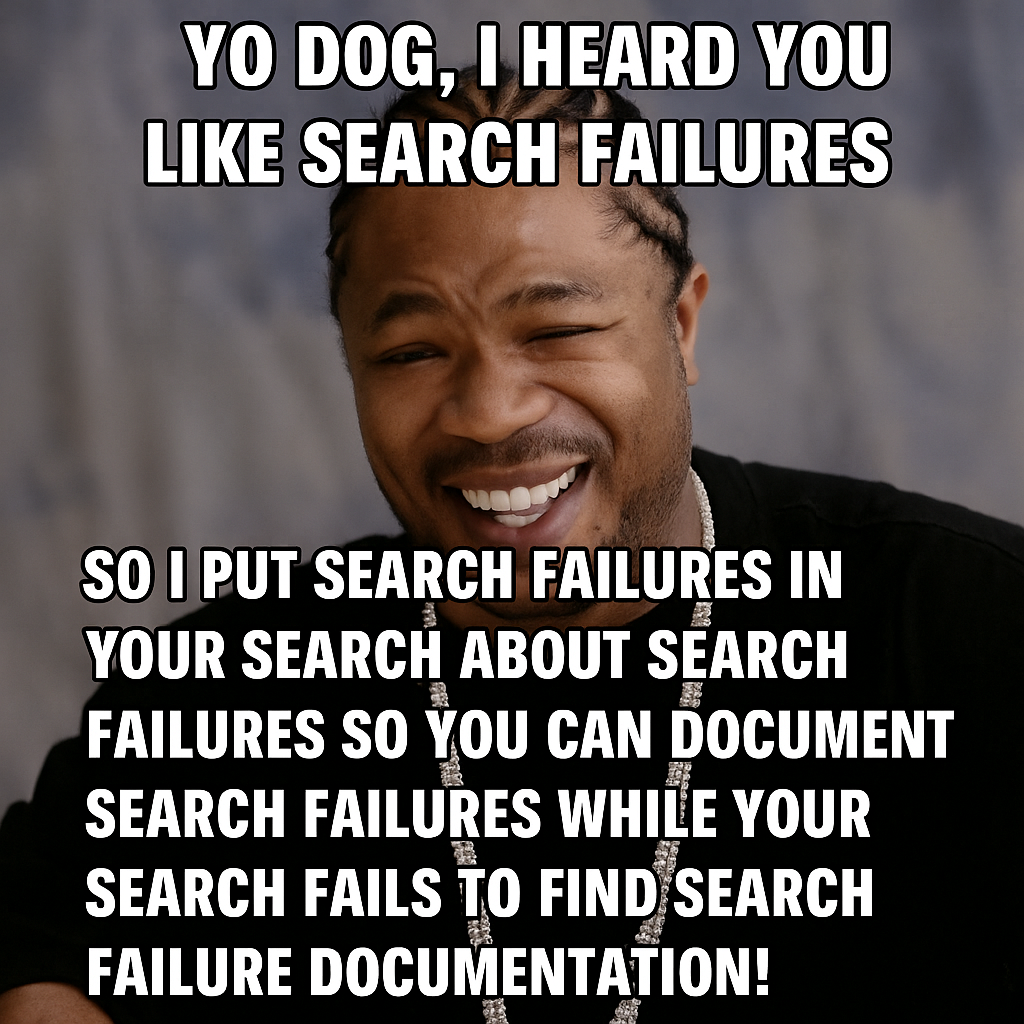 YO DOG, I HEARD YOU
LIKE SEARCH FAILURES
SO I PUT SEARCH FAILURES IN
YOUR SEARCH ABOUT SEARCH
FAILURES SO YOU CAN DOCUMENT
SEARCH FAILURES WHILE YOUR
SEARCH FAILS TO FIND SEARCH
FAILURE DOCUMENTATION!